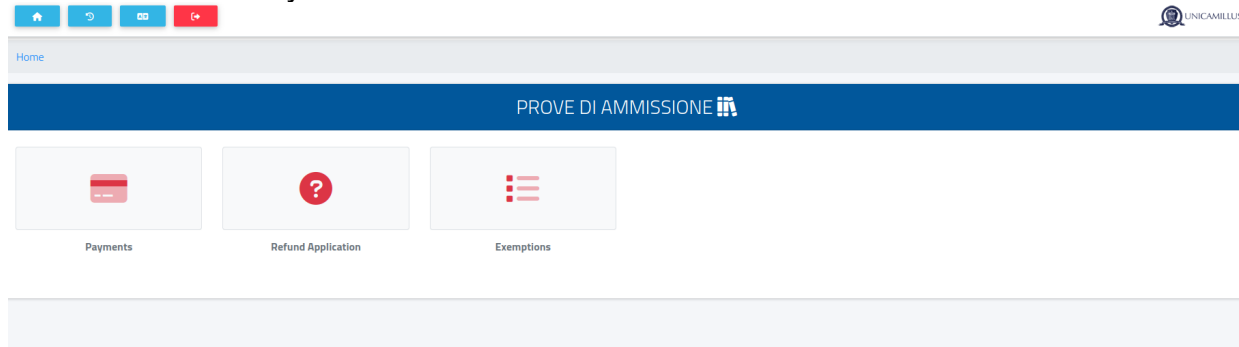 UNICAMILLUS
Home
PROVE DI AMMISSIONE
Payments
Refund Application
Exemptions